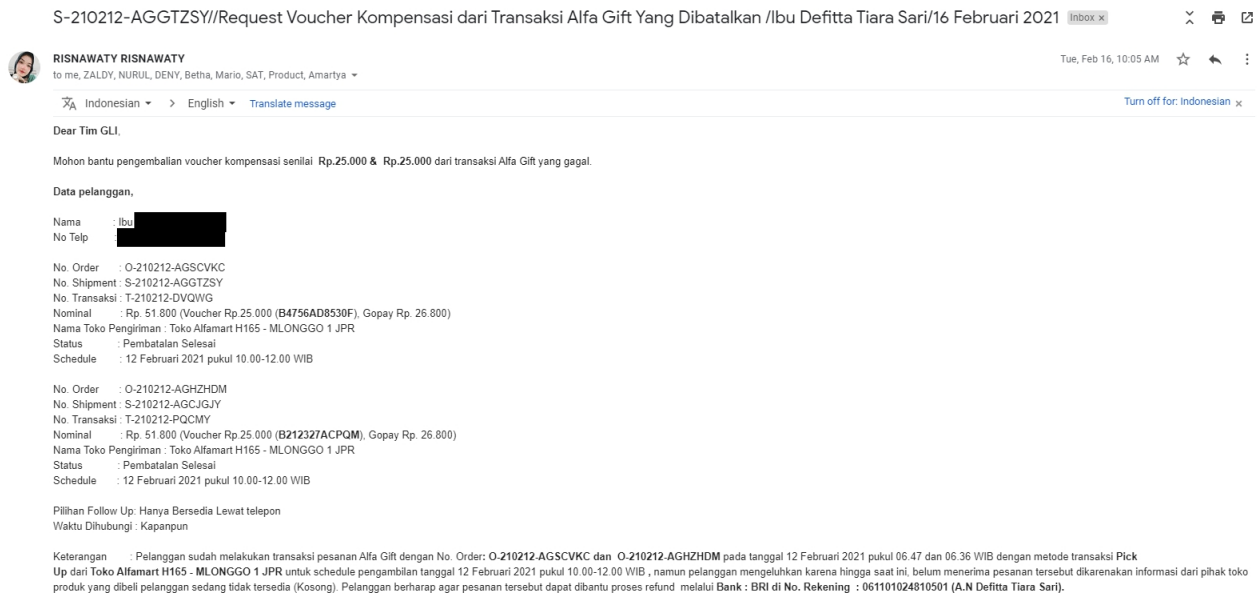 S-210212-AGGTZSY//Request Voucher Kompensasi dari Transaksi Alfa Gift Yang Dibatalkan /Ibu Defitta Tiara Sari/16 Februari 2021 Inbox x
RISNAWATY RISNAWATY Tue, Feb 16, 10:05 AM
to me, ZALDY, NURUL, DENY, Betha, Mario, SAT, Product, Amartya
Indonesian > English Translate message Turn off for: Indonesian x
Dear Tim GLI,
Mohon bantu pengembalian voucher kompensasi senilai Rp.25.000 & Rp.25.000 dari transaksi Alfa Gift yang gagal.
Data pelanggan,
Nama : Ibu
No Telp :
No. Order : O-210212-AGSCVKC
No. Shipment : S-210212-AGGTZSY
No. Transaksi : T-210212-DVQWG
Nominal : Rp. 51.800 (Voucher Rp.25.000 (B4756AD8530F), Gopay Rp. 26.800)
Nama Toko Pengiriman : Toko Alfamart H165 - MLONGGO 1 JPR
Status : Pembatalan Selesai
Schedule : 12 Februari 2021 pukul 10.00-12.00 WIB
No. Order : O-210212-AGHZHDM
No. Shipment : S-210212-AGCJGJY
No. Transaksi : T-210212-PQCMY
Nominal : Rp. 51.800 (Voucher Rp.25.000 (B212327ACPQM), Gopay Rp. 26.800)
Nama Toko Pengiriman : Toko Alfamart H165 - MLONGGO 1 JPR
Status : Pembatalan Selesai
Schedule : 12 Februari 2021 pukul 10.00-12.00 WIB
Pilihan Follow Up: Hanya Bersedia Lewat telepon
Waktu Dihubungi : Kapanpun
Keterangan : Pelanggan sudah melakukan transaksi pesanan Alfa Gift dengan No. Order: O-210212-AGSCVKC dan O-210212-AGHZHDM pada tanggal 12 Februari 2021 pukul 06.47 dan 06.36 WIB dengan metode transaksi Pick
Up dari Toko Alfamart H165 - MLONGGO 1 JPR untuk schedule pengambilan tanggal 12 Februari 2021 pukul 10.00-12.00 WIB , namun pelanggan mengeluhkan karena hingga saat ini, belum menerima pesanan tersebut dikarenakan informasi dari pihak toko
produk yang dibeli pelanggan sedang tidak tersedia (Kosong). Pelanggan berharap agar pesanan tersebut dapat dibantu proses refund melalui Bank : BRI di No. Rekening : 061101024810501 (A.N Defitta Tiara Sari).